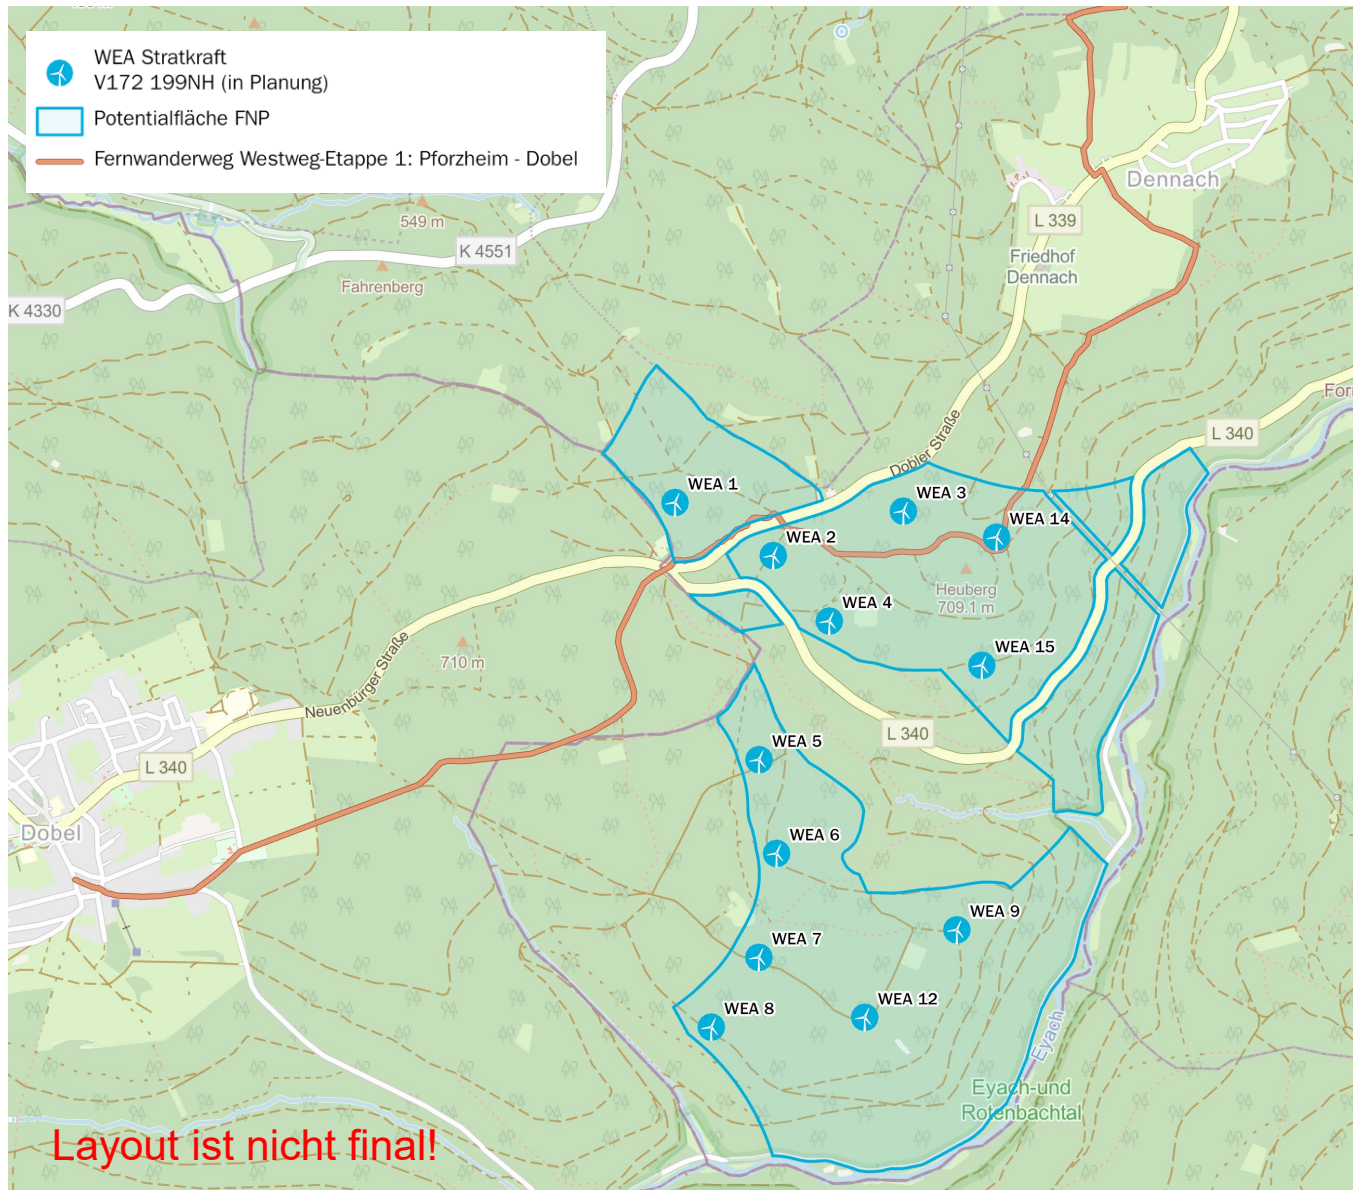 WEA Stratkraft
V172 199NH (in Planung)
Potentialfläche FNP
Fernwanderweg Westweg-Etappe 1: Pforzheim - Dobel
Dennach
L 339
549 m
K 4551
Friedhof
Dennach
Fahrenberg
K 4330
Forn
L 340
Dobler Straße
WEA 1
WEA 3
WEA 14
WEA 2
Heuberg
709.1 m
WEA 4
WEA 15
710 m
Neuenbürger Straße
L 340
WEA 5
L 340
Dobel
WEA 6
WEA 9
WEA 7
WEA 12
WEA 8
Eyach
Eyach-und
Rotenbachtal
Layout ist nicht final!